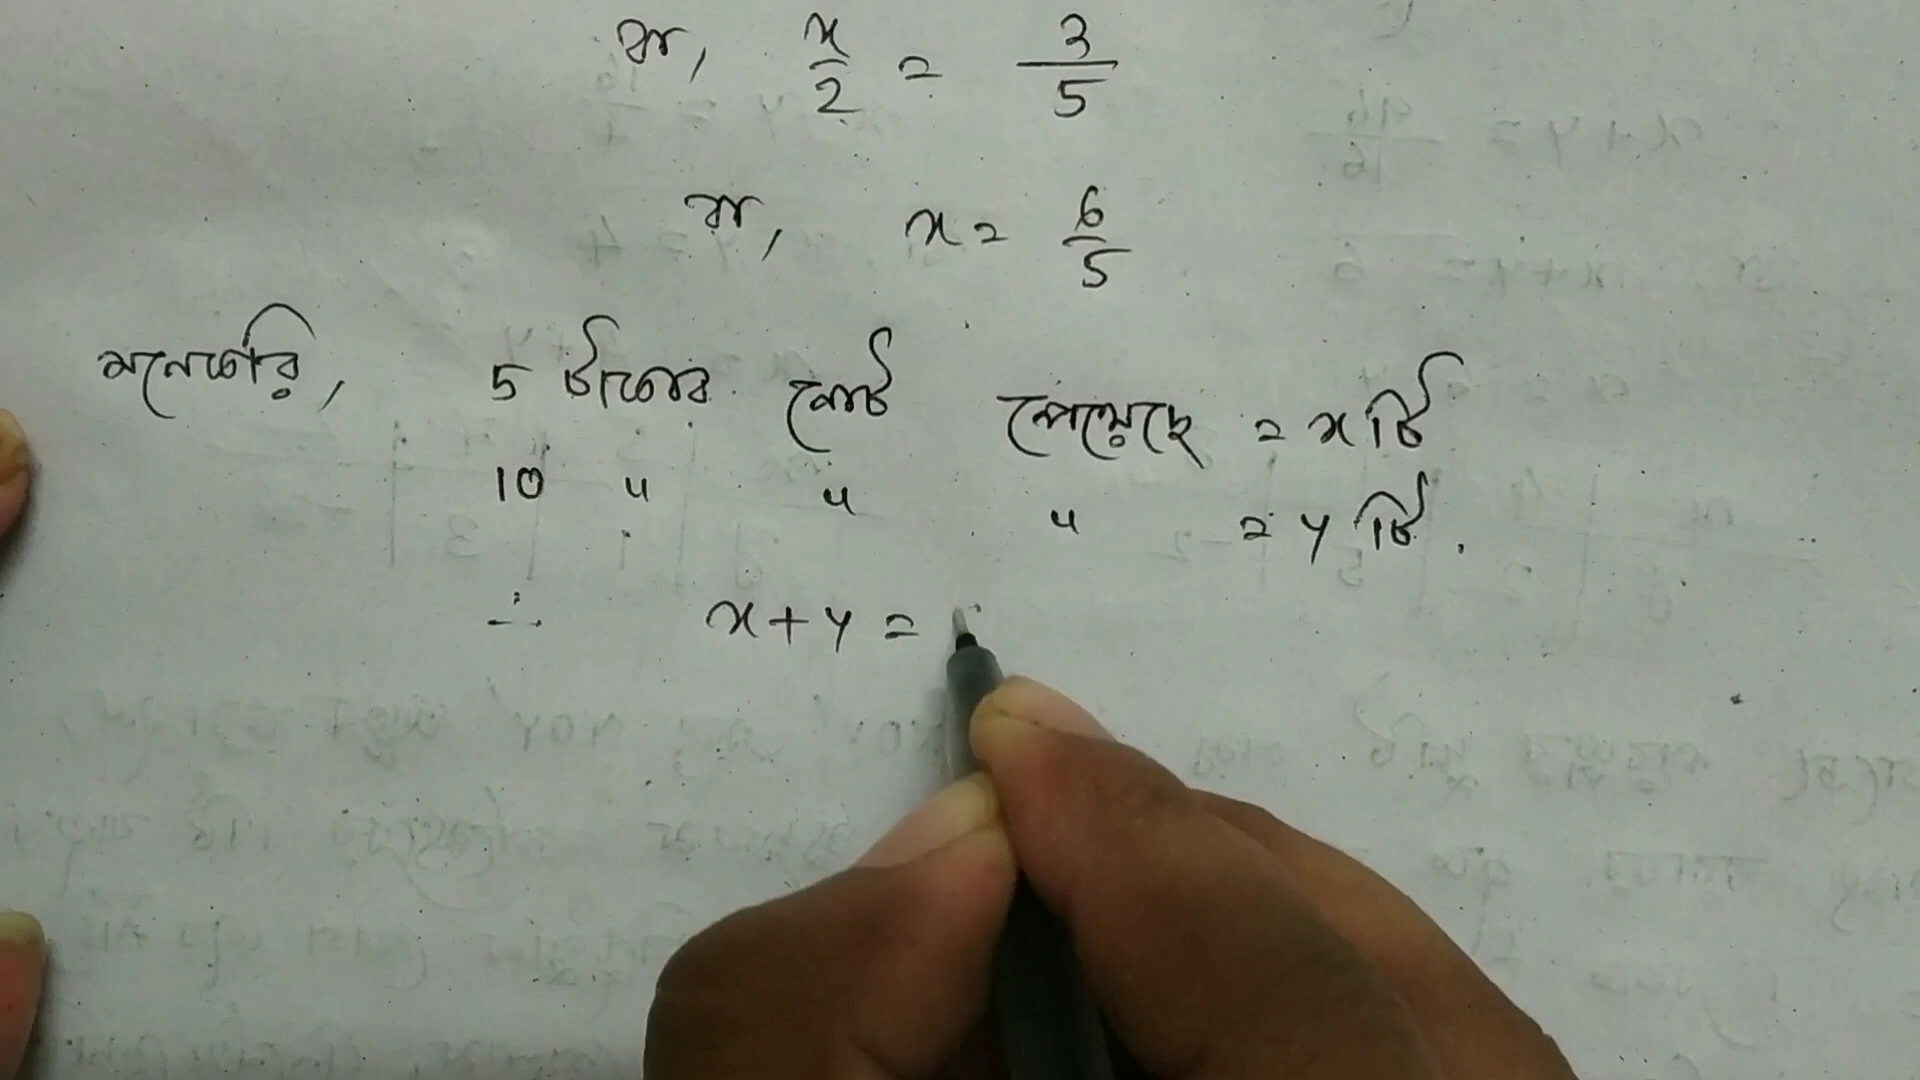 বা, x/2 = 3/5
বা, x = 6/5
মনেকরি, 5 টাকার নোট পেয়েছে = x টি
10 " " " = y টি.
∴ x + y =